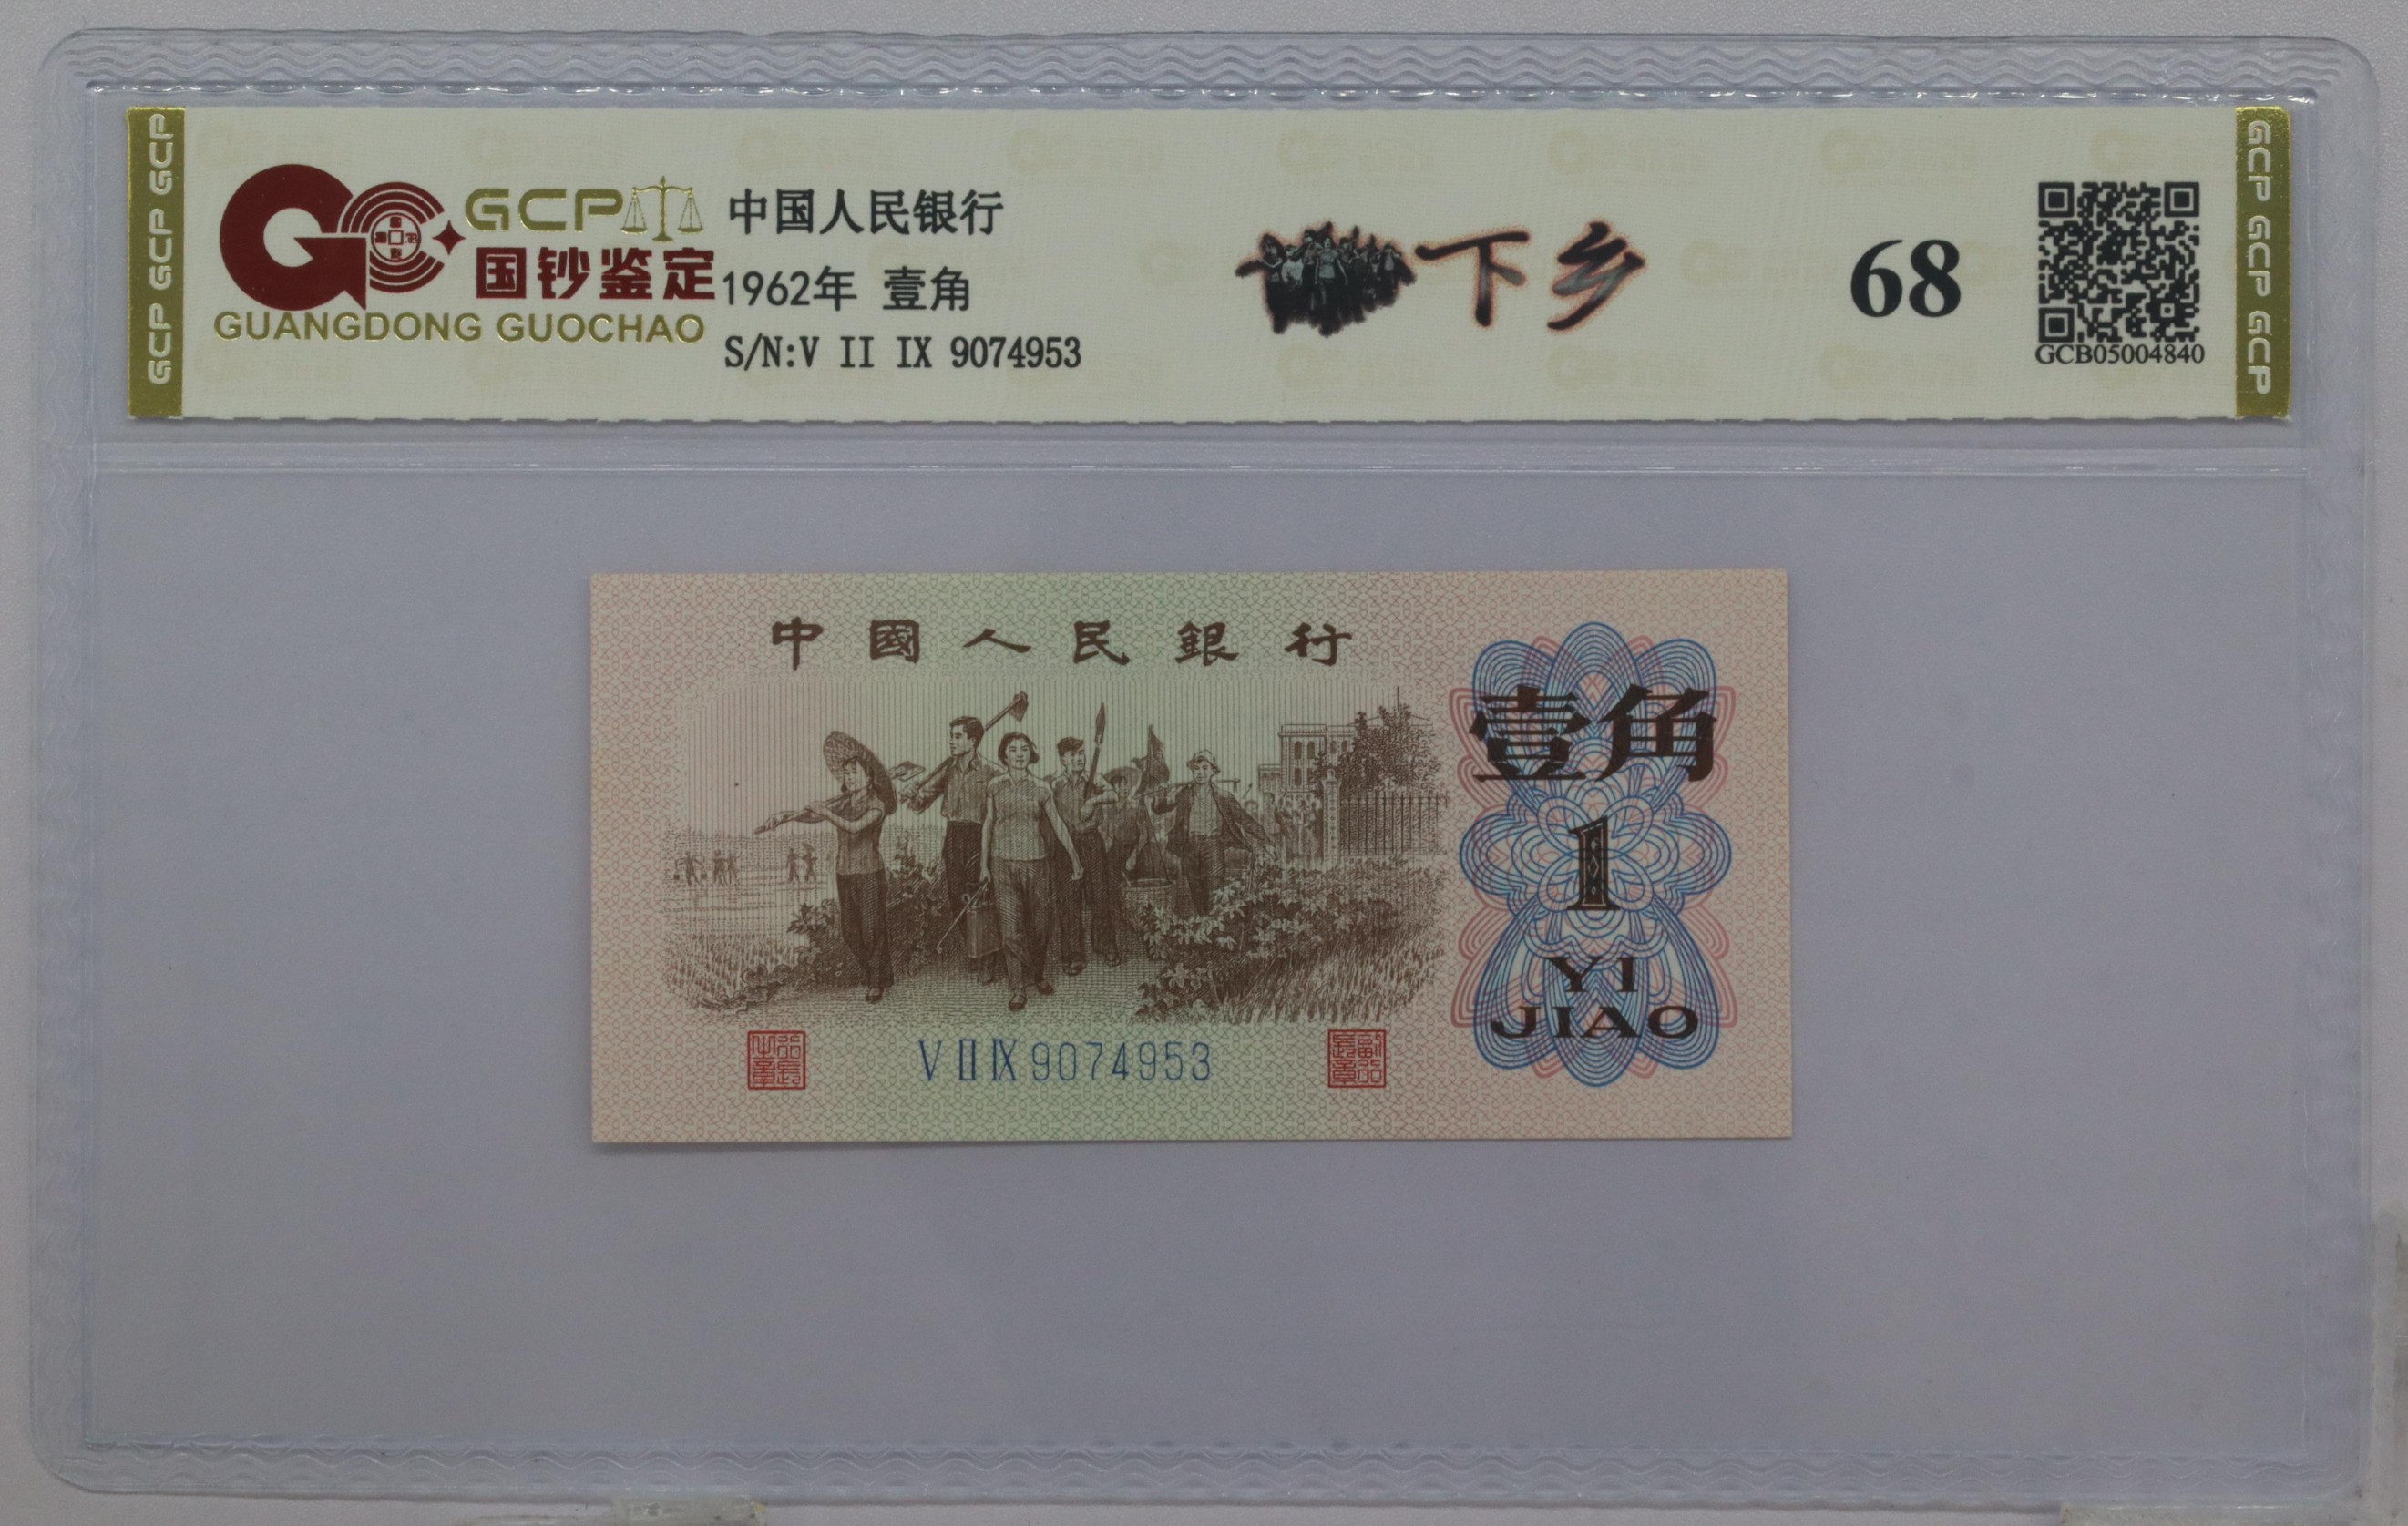 GCP GCP GCP
GCP
国钞鉴定
GUANGDONG GUOCHAO
中国人民银行
1962年 壹角
S/N:V II IX 9074953
下乡
68
GCB05004840
GCP GCP GCP
中國人民銀行
壹角
1
YI
JIAO
V II IX 9074953